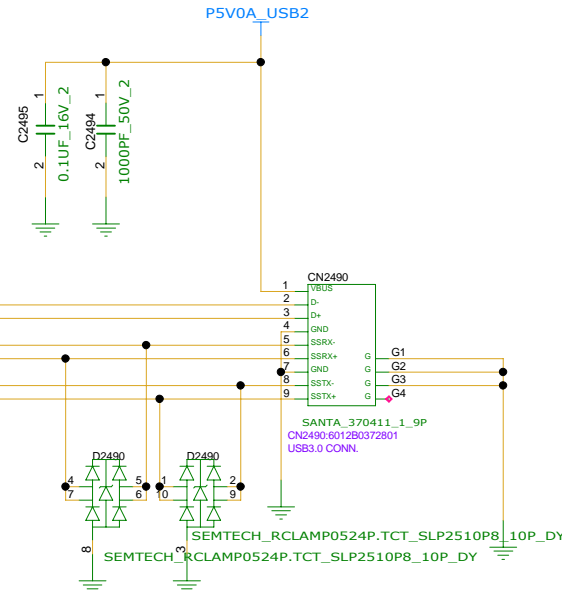 P5V0A_USB2
1
1
C2495
0.1UF_16V_2
C2494
1000PF_50V_2
2
2
CN2490
1 VBUS
2 D-
3 D+
4 GND
5 SSRX-
6 SSRX+ G G1
7 GND G G2
8 SSTX- G G3
9 SSTX+ G G4
SANTA_370411_1_9P
CN2490:6012B0372801
USB3.0 CONN.
D2490 D2490
4 5 1 2
7 6 10 9
8 3
SEMTECH_RCLAMP0524P.TCT_SLP2510P8_10P_DY
SEMTECH_RCLAMP0524P.TCT_SLP2510P8_10P_DY